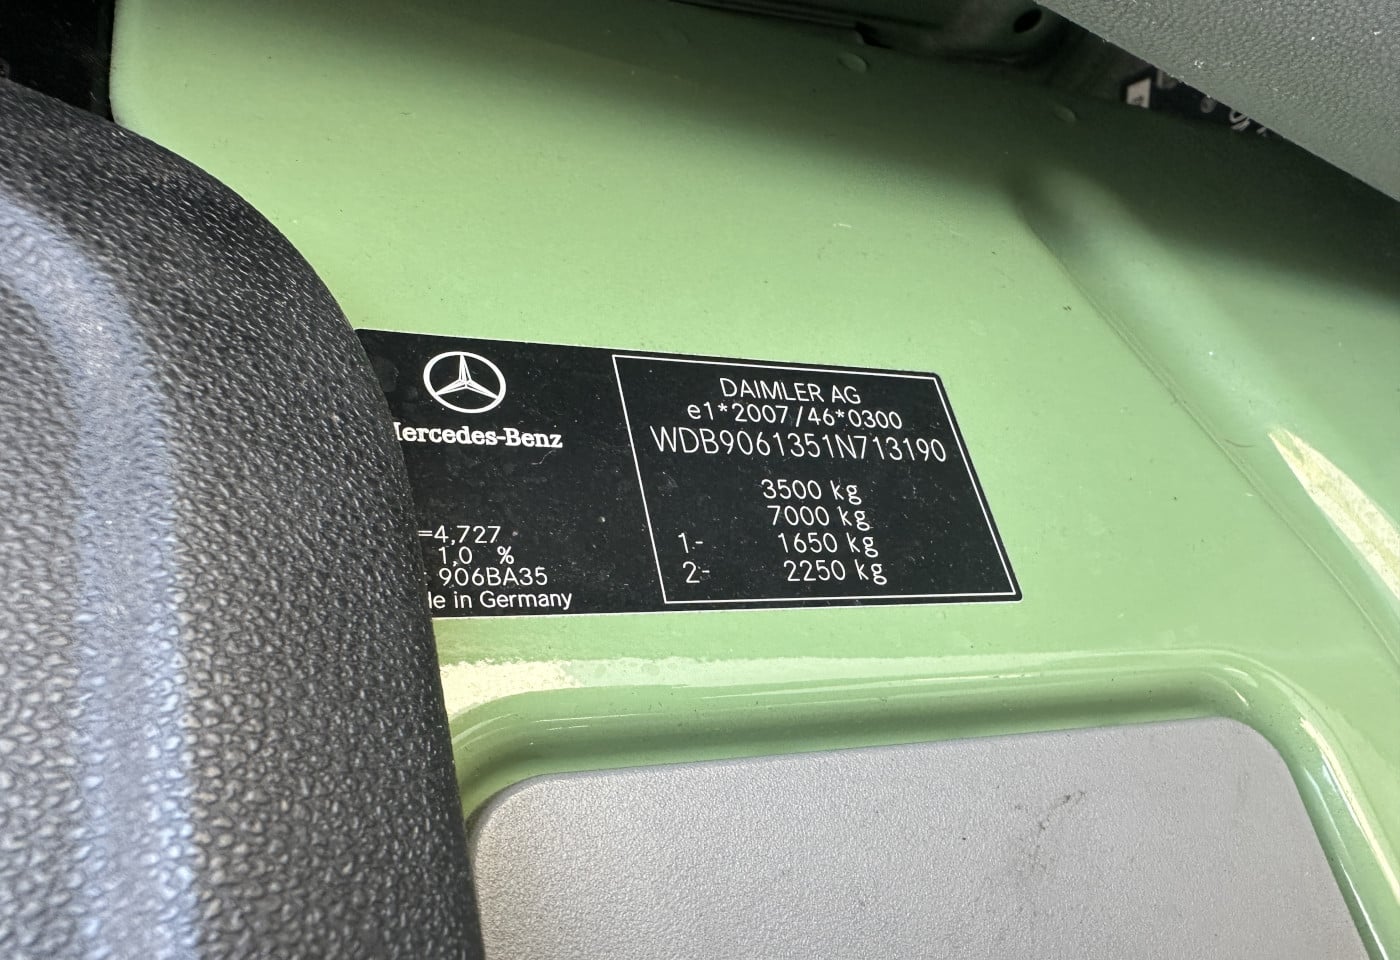 Mercedes-Benz
=4,727
1,0 %
906BA35
de in Germany
DAIMLER AG
e1*2007/46*0300
WDB9061351N713190
3500 kg
7000 kg
1- 1650 kg
2- 2250 kg